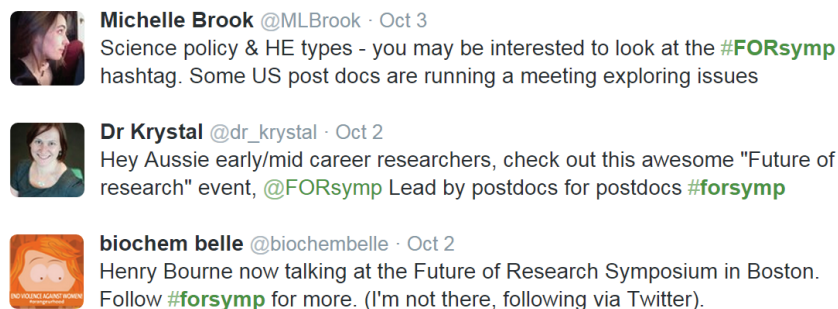 Michelle Brook @MLBrook · Oct 3
Science policy & HE types - you may be interested to look at the #FORsymp
hashtag. Some US post docs are running a meeting exploring issues
Dr Krystal @dr_krystal · Oct 2
Hey Aussie early/mid career researchers, check out this awesome "Future of
research" event, @FORsymp Lead by postdocs for postdocs #forsymp
biochem belle @biochembelle · Oct 2
Henry Bourne now talking at the Future of Research Symposium in Boston.
Follow #forsymp for more. (I'm not there, following via Twitter).
END VIOLENCE AGAINST WOMEN